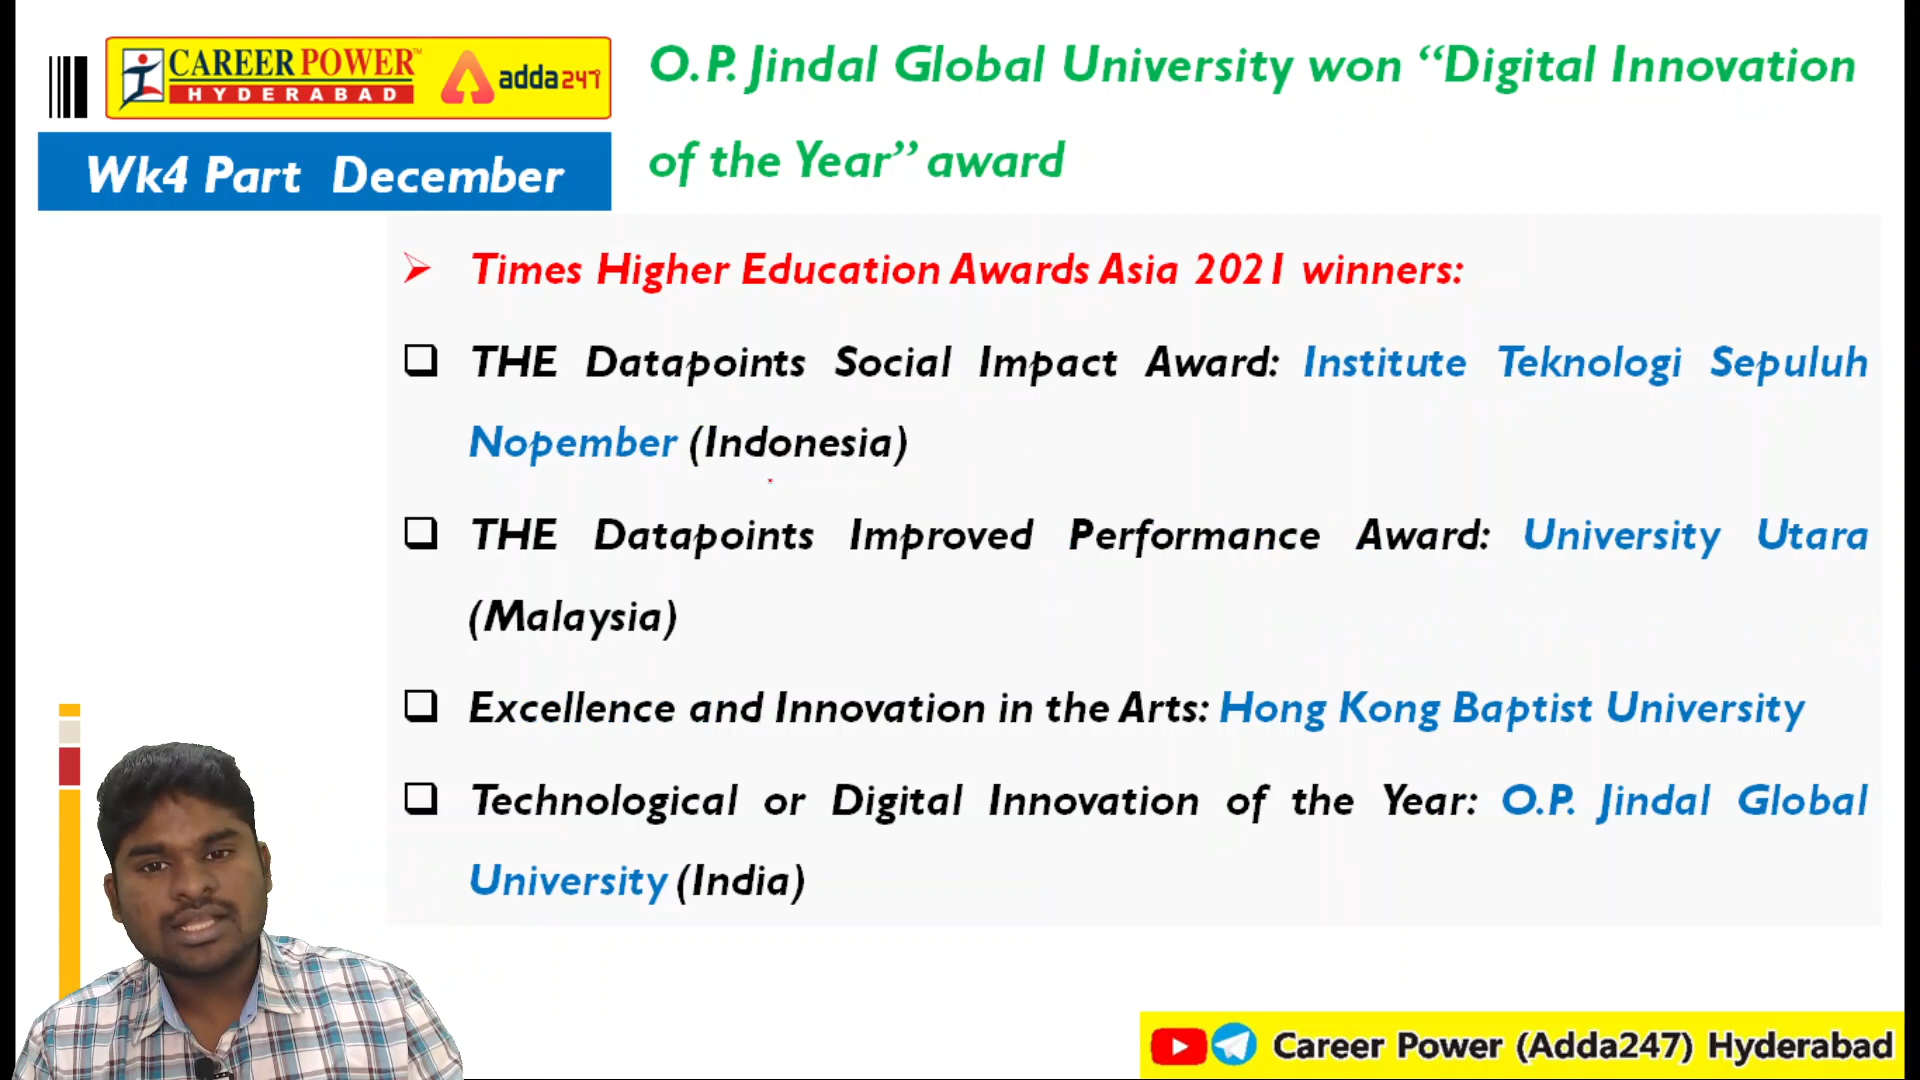 CAREER POWER™
HYDERABAD
adda247
Wk4 Part December
O.P. Jindal Global University won “Digital Innovation
of the Year” award
Times Higher Education Awards Asia 2021 winners:
THE Datapoints Social Impact Award: Institute Teknologi Sepuluh
Nopember (Indonesia)
THE Datapoints Improved Performance Award: University Utara
(Malaysia)
Excellence and Innovation in the Arts: Hong Kong Baptist University
Technological or Digital Innovation of the Year: O.P. Jindal Global
University (India)
Career Power (Adda247) Hyderabad